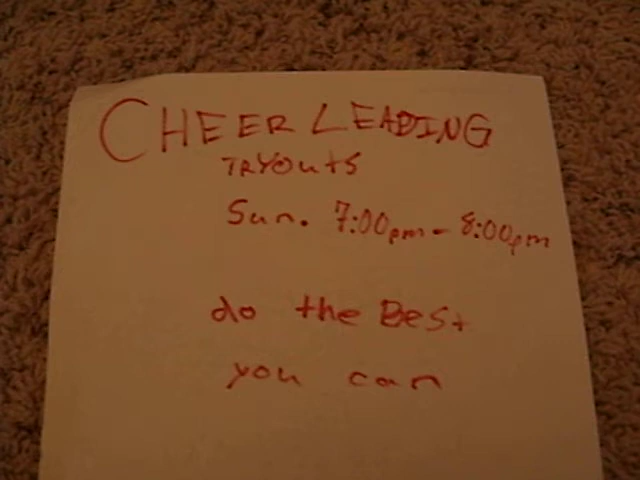 CHEERLEADING
TRYOUTS
Sun. 7:00pm - 8:00pm
do the Best
you can